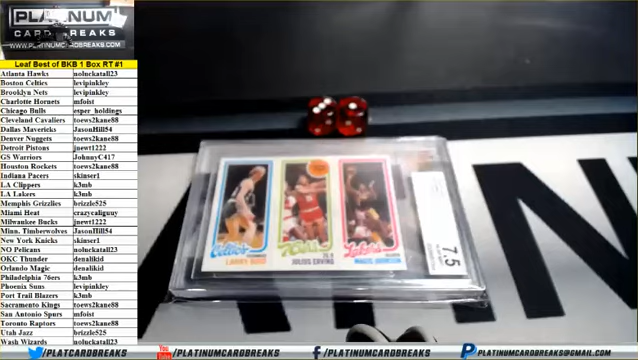 PLATINUM
CARD BREAKS
WWW.PLATINUMCARDBREAKS.COM
Leaf Best of BKB 1 Box RT #1
Atlanta Hawks noluckatall23
Boston Celtics levipinkley
Brooklyn Nets levipinkley
Charlotte Hornets mfoist
Chicago Bulls esper_holdings
Cleveland Cavaliers toews2kane88
Dallas Mavericks JasonHill54
Denver Nuggets toews2kane88
Detroit Pistons jnewt1222
GS Warriors JohnnyC417
Houston Rockets toews2kane88
Indiana Pacers skinser1
LA Clippers k3mb
LA Lakers k3mb
Memphis Grizzlies brizzle525
Miami Heat crazycaliguuy
Milwaukee Bucks jnewt1222
Minn. Timberwolves JasonHill54
New York Knicks skinser1
NO Pelicans noluckatall23
OKC Thunder denalikid
Orlando Magic denalikid
Philadelphia 76ers k3mb
Phoenix Suns levipinkley
Port Trail Blazers k3mb
Sacramento Kings toews2kane88
San Antonio Spurs mfoist
Toronto Raptors toews2kane88
Utah Jazz brizzle525
Wash Wizards noluckatall23
Celtics
LARRY BIRD
76ers
JULIUS ERVING
Lakers
MAGIC JOHNSON
7.5
/PLATCARDBREAKS
/PLATINUMCARDBREAKS
/PLATINUMCARDBREAKS
PLATINUMCARDBREAKS@GMAIL.COM